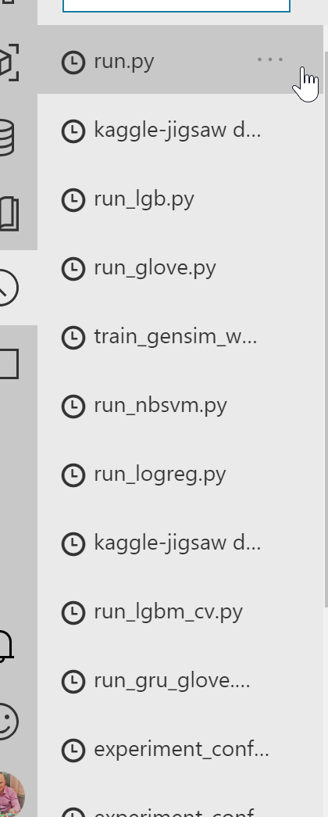 run.py
kaggle-jigsaw d...
run_lgb.py
run_glove.py
train_gensim_w...
run_nbsvm.py
run_logreg.py
kaggle-jigsaw d...
run_lgbm_cv.py
run_gru_glove....
experiment_conf...
experiment_conf